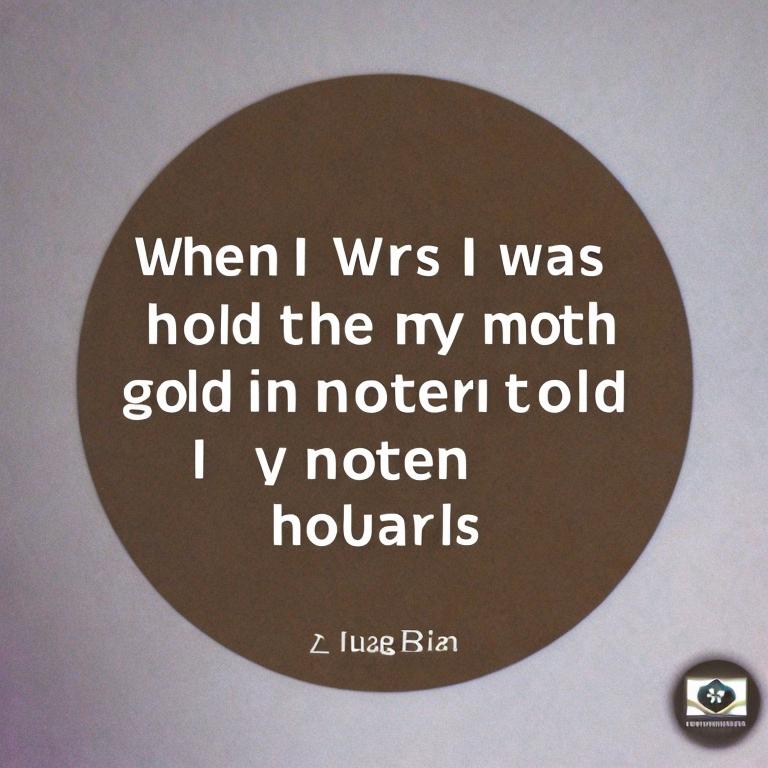 When I Wrs I was
hold the my moth
gold in noteri told
I y noten
hoUarls